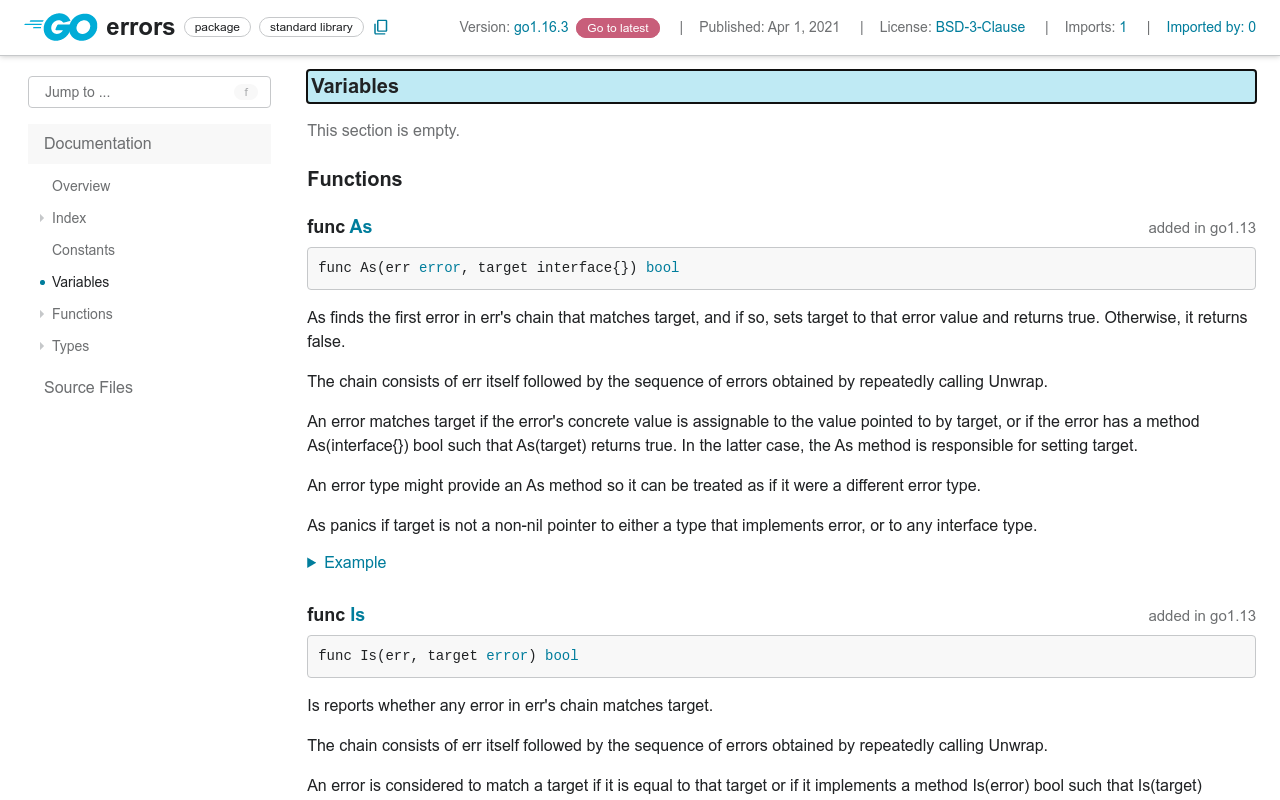 GO errors package standard library Version: go1.16.3 Go to latest | Published: Apr 1, 2021 | License: BSD-3-Clause | Imports: 1 | Imported by: 0
Jump to ... f
Documentation
Overview
Index
Constants
Variables
Functions
Types
Source Files
Variables
This section is empty.
Functions
func As added in go1.13
func As(err error, target interface{}) bool
As finds the first error in err's chain that matches target, and if so, sets target to that error value and returns true. Otherwise, it returns
false.
The chain consists of err itself followed by the sequence of errors obtained by repeatedly calling Unwrap.
An error matches target if the error's concrete value is assignable to the value pointed to by target, or if the error has a method
As(interface{}) bool such that As(target) returns true. In the latter case, the As method is responsible for setting target.
An error type might provide an As method so it can be treated as if it were a different error type.
As panics if target is not a non-nil pointer to either a type that implements error, or to any interface type.
Example
func Is added in go1.13
func Is(err, target error) bool
Is reports whether any error in err's chain matches target.
The chain consists of err itself followed by the sequence of errors obtained by repeatedly calling Unwrap.
An error is considered to match a target if it is equal to that target or if it implements a method Is(error) bool such that Is(target)